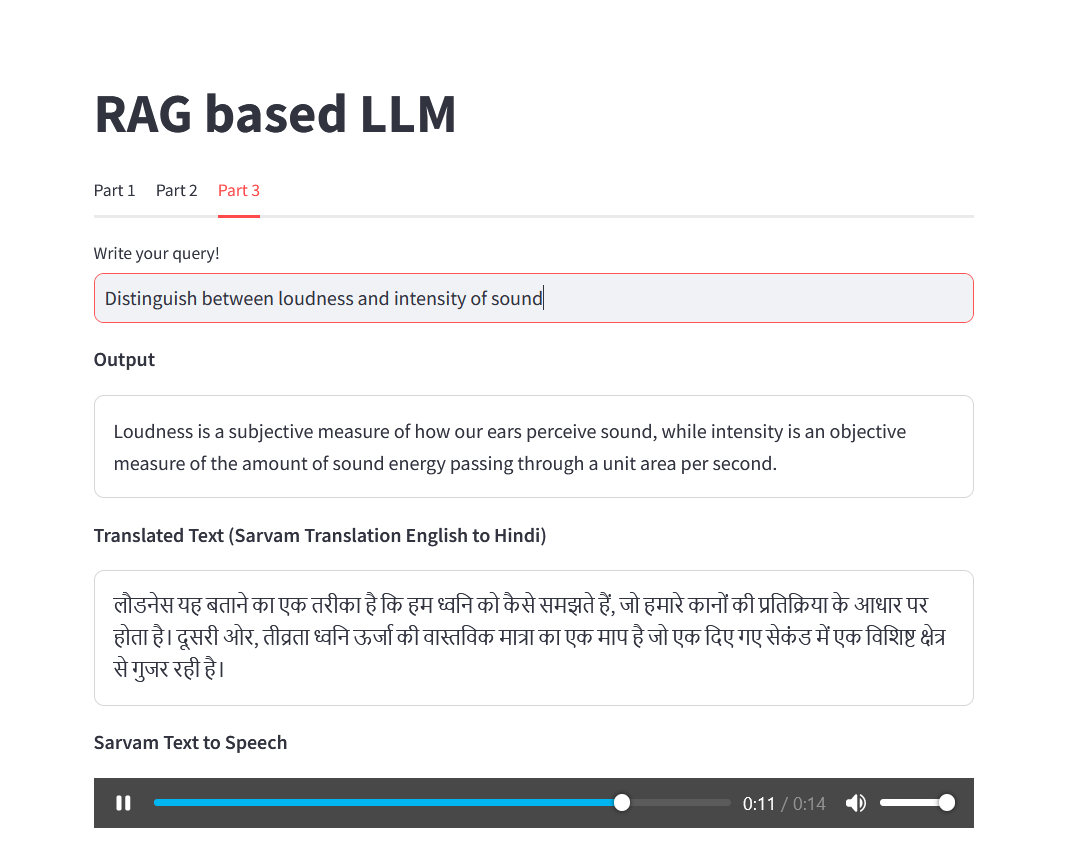 RAG based LLM
Part 1 Part 2 Part 3
Write your query!
Distinguish between loudness and intensity of sound
Output
Loudness is a subjective measure of how our ears perceive sound, while intensity is an objective
measure of the amount of sound energy passing through a unit area per second.
Translated Text (Sarvam Translation English to Hindi)
लौडनेस यह बताने का एक तरीका है कि हम ध्वनि को कैसे समझते हैं, जो हमारे कानों की प्रतिक्रिया के आधार पर
होता है। दूसरी ओर, तीव्रता ध्वनि ऊर्जा की वास्तविक मात्रा का एक माप है जो एक दिए गए सेकंड में एक विशिष्ट क्षेत्र
से गुजर रही है।
Sarvam Text to Speech
0:11 / 0:14